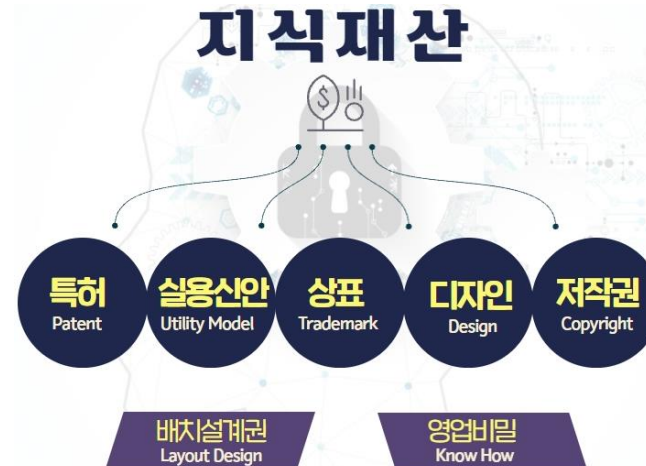 지식재산
특허
Patent
실용신안
Utility Model
상표
Trademark
디자인
Design
저작권
Copyright
배치설계권
Layout Design
영업비밀
Know How